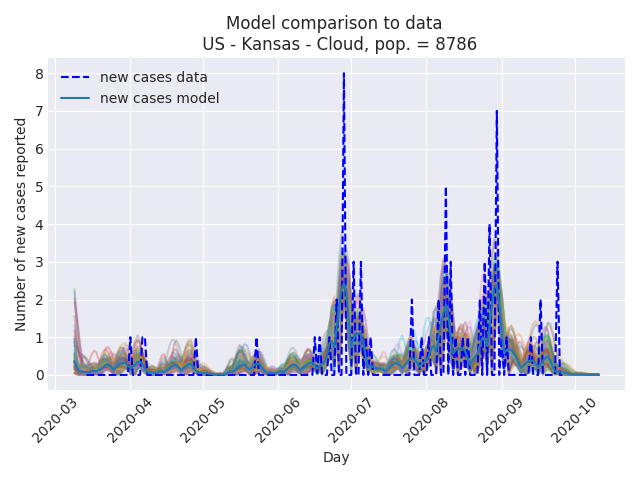 Model comparison to data
US - Kansas - Cloud, pop. = 8786
new cases data
new cases model
Number of new cases reported
8
7
6
5
4
3
2
1
0
2020-03
2020-04
2020-05
2020-06
2020-07
2020-08
2020-09
2020-10
Day